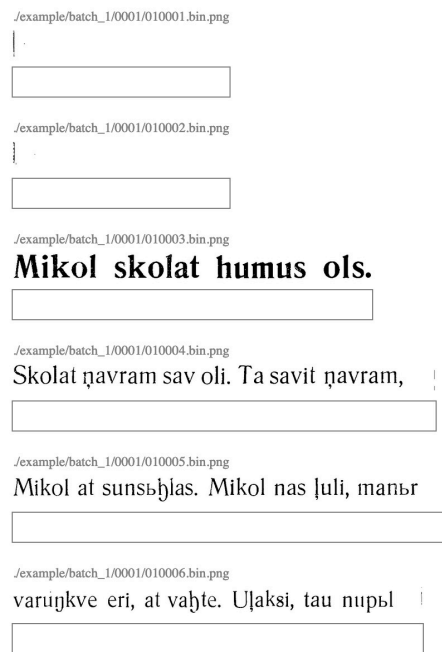 ./example/batch_1/0001/010001.bin.png
./example/batch_1/0001/010002.bin.png
./example/batch_1/0001/010003.bin.png
Mikol skolat humus ols.
./example/batch_1/0001/010004.bin.png
Skolat ņavram sav oli. Ta savit ņavram,
./example/batch_1/0001/010005.bin.png
Mikol at sunsьꜧlas. Mikol nas ļuli, manьr
./example/batch_1/0001/010006.bin.png
varuŋkve eri, at vaꜧte. Uļaksi, tau nupьl